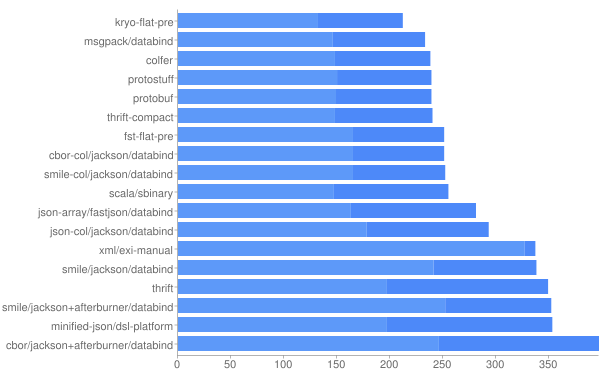 kryo-flat-pre
msgpack/databind
colfer
protostuff
protobuf
thrift-compact
fst-flat-pre
cbor-col/jackson/databind
smile-col/jackson/databind
scala/sbinary
json-array/fastjson/databind
json-col/jackson/databind
xml/exi-manual
smile/jackson/databind
thrift
smile/jackson+afterburner/databind
minified-json/dsl-platform
cbor/jackson+afterburner/databind
0 50 100 150 200 250 300 350